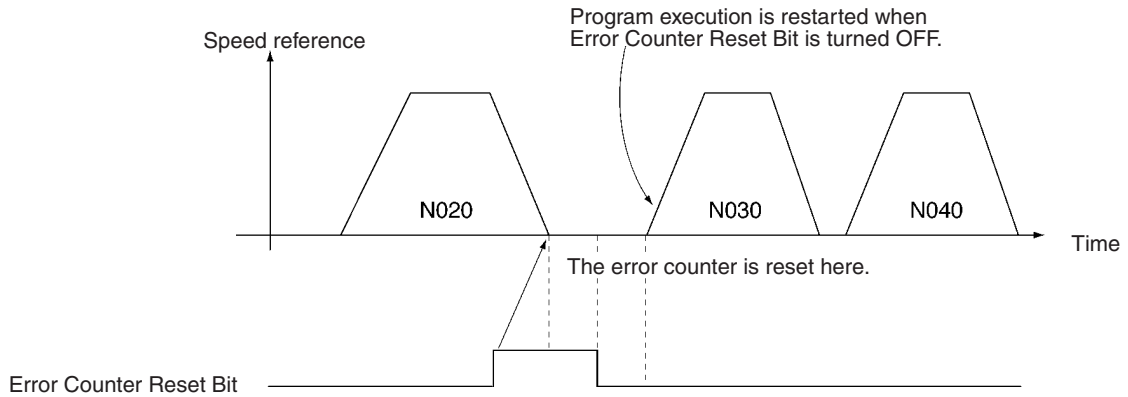 Program execution is restarted when
Error Counter Reset Bit is turned OFF.
Speed reference
N020
N030
N040
Time
The error counter is reset here.
Error Counter Reset Bit